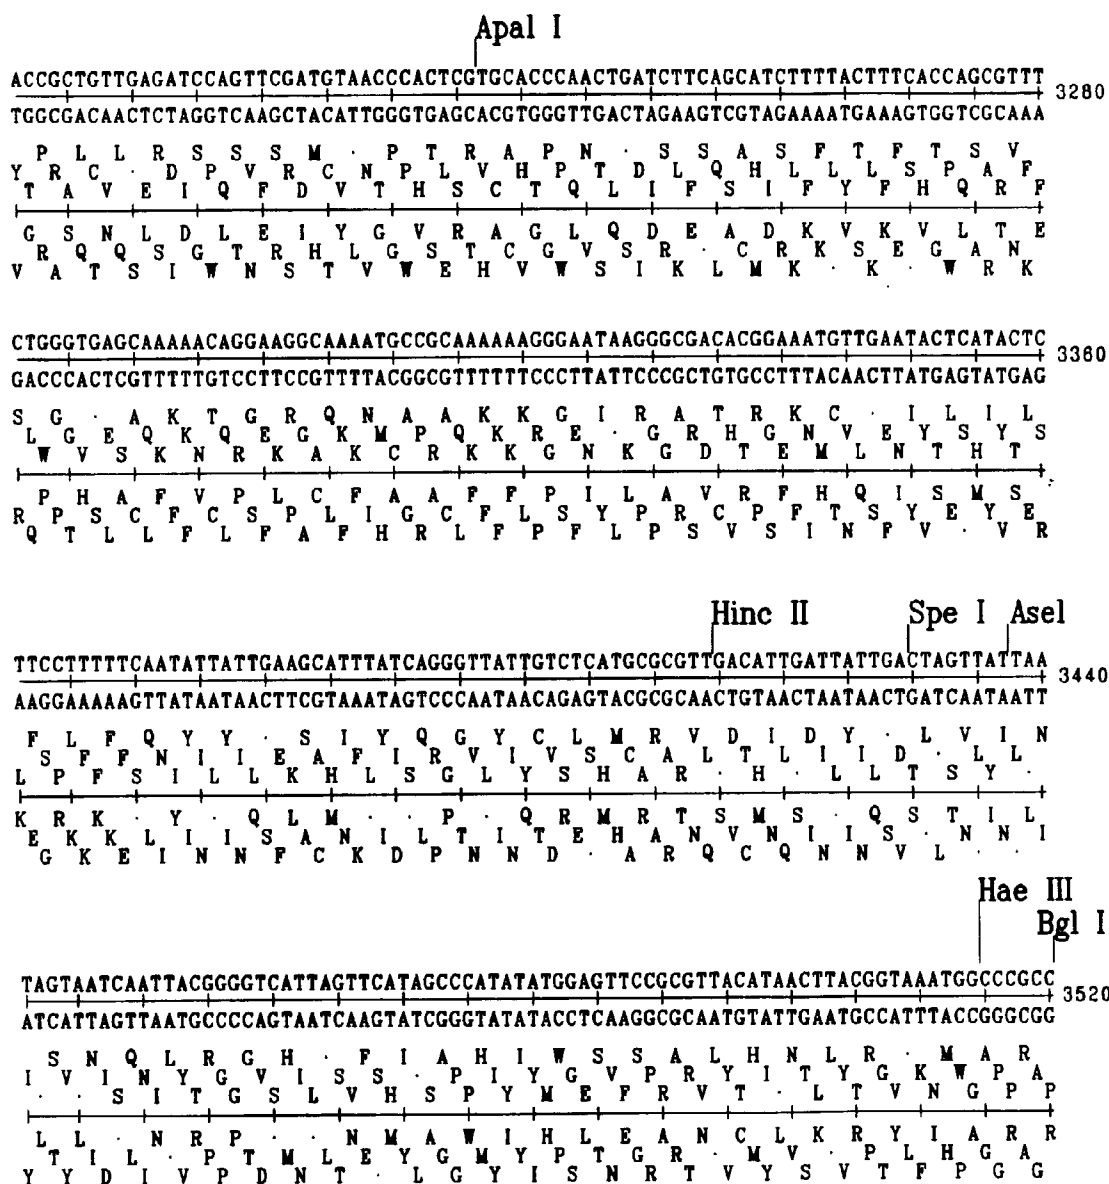 Apal I
ACCGCTGTTGAGATCCAGTTCGATGTAACCCACTCGTGCACCCAACTGATCTTCAGCATCTTTTACTTTCACCAGCGTTT
3280
TGGCGACAACTCTAGGTCAAGCTACATTGGGTGAGCACGTGGGTTGACTAGAAGTCGTAGAAAATGAAAGTGGTCGCAAA
P L L R S S S M · P T R A P N · S S A S F T F T S V
Y R C · D P V R C N P L V H P T D L Q H L L L S P A F
T A V E I Q F D V T H S C T Q L I F S I F Y F H Q R F
G S N L D L E I Y G V R A G L Q D E A D K V K V L T E
R Q Q S G T R H L G S T C G V S R · C R K S E G A N
V A T S I W N S T V W E H V W S I K L M K · K · W R K
CTGGGTGAGCAAAAACAGGAAGGCAAAATGCCGCAAAAAAGGGAATAAGGGCGACACGGAAATGTTGAATACTCATACTC
3360
GACCCACTCGTTTTTGTCCTTCCGTTTTACGGCGTTTTTTCCCTTATTCCCGCTGTGCCTTTACAACTTATGAGTATGAG
S G · A K T G R Q N A A K K G I R A T R K C · I L I L
L G E Q K Q E G K M P Q K R E · G R H G N V E Y S Y S
W V S K N R K A K C R K K G N K G D T E M L N T H T
P H A F V P L C F A A F F P I L A V R F H Q I S M S
R P S C F C S P L I G C F L S Y P R C P F T S Y E Y E
Q T L L F L F A F H R L F P F L P S V S I N F V · V R
Hinc II Spe I AseI
TTCCTTTTTCAATATTATTGAAGCATTTATCAGGGTTATTGTCTCATGCGCGTTGACATTGATTATTGACTAGTTATTAA
3440
AAGGAAAAAGTTATAATAACTTCGTAAATAGTCCCAATAACAGAGTACGCGCAACTGTAACTAATAACTGATCAATAATT
F L F Q Y Y · S I Y Q G Y C L M R V D I D Y · L V I N
S F F N I I E A F I R V I V S C A L T L I I D · L L
L P F S I L L K H L S G L Y S H A R · H · L L T S Y ·
K R K · Y · Q L M · · P · Q R M R T S M S · Q S T I L
E K K L I I S A N I L T I T E H A N V N I I S · N N I
G K E I N N F C K D P N N D · A R Q C Q N N V L · ·
Hae III
Bgl I
TAGTAATCAATTACGGGGTCATTAGTTCATAGCCCATATATGGAGTTCCGCGTTACATAACTTACGGTAAATGGCCCGCC
3520
ATCATTAGTTAATGCCCCAGTAATCAAGTATCGGGTATATACCTCAAGGCGCAATGTATTGAATGCCATTTACCGGGCGG
S N Q L R G H · F I A H I W S S A L H N L R · M A R
I V I N Y G V I S S · P I Y G V P R Y I T Y G K W P A
· · S I T G S L V H S P Y M E F R V T · L T V N G P P
L L · N R P · · N M A W I H L E A N C L K R Y I A R R
T I L · P T M L E Y G M Y P T G R · M V · P L H G A
Y Y D I V P D N T · L G Y I S N R T V Y S V T F P G G